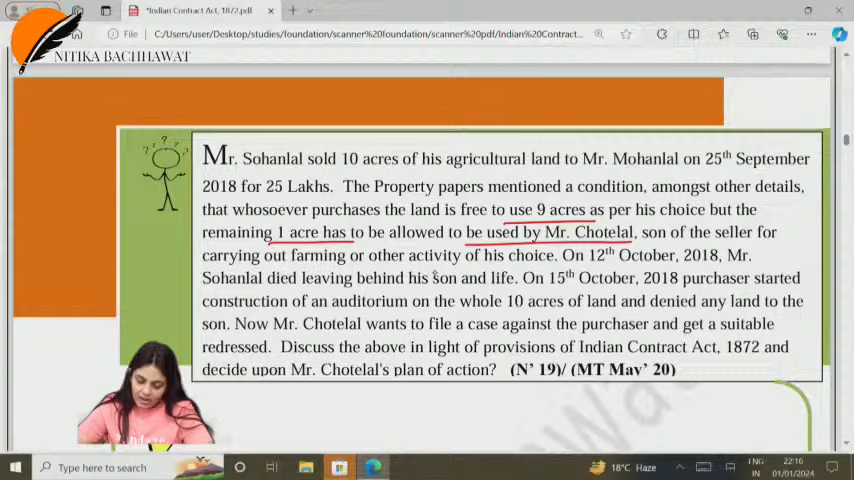 *Indian Contract Act, 1872.pdf
File
C:/Users/user/Desktop/studies/foundation/scanner%20foundation/scanner%20pdf/Indian%20Contract...
NITIKA BACHHAWAT
Mr. Sohanlal sold 10 acres of his agricultural land to Mr. Mohanlal on 25th September
2018 for 25 Lakhs. The Property papers mentioned a condition, amongst other details,
that whosoever purchases the land is free to use 9 acres as per his choice but the
remaining 1 acre has to be allowed to be used by Mr. Chotelal, son of the seller for
carrying out farming or other activity of his choice. On 12th October, 2018, Mr.
Sohanlal died leaving behind his son and life. On 15th October, 2018 purchaser started
construction of an auditorium on the whole 10 acres of land and denied any land to the
son. Now Mr. Chotelal wants to file a case against the purchaser and get a suitable
redressed. Discuss the above in light of provisions of Indian Contract Act, 1872 and
decide upon Mr. Chotelal's plan of action? (N' 19)/ (MT May' 20)
Type here to search
18°C Haze
ENG
IN
22:16
01/01/2024